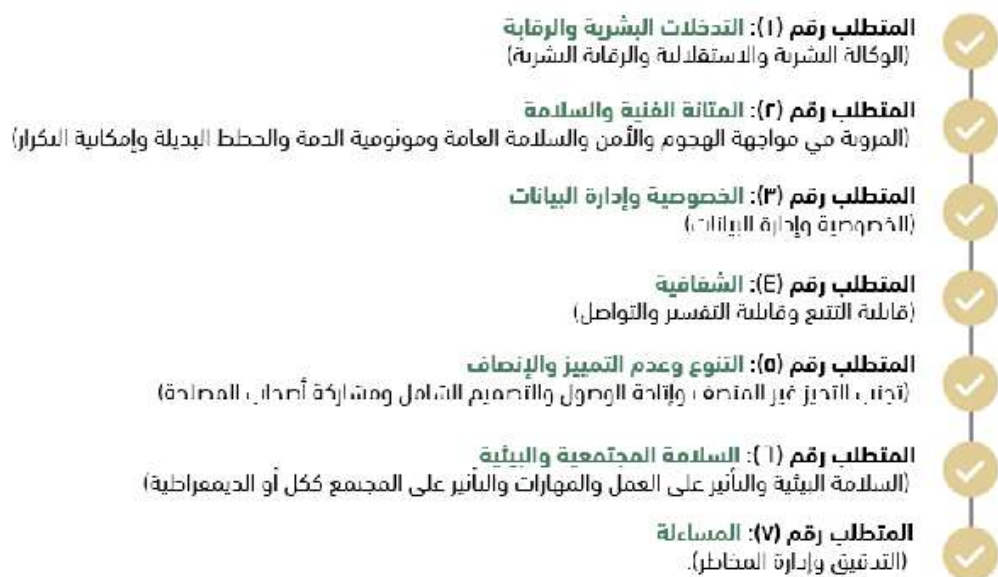 المتطلب رقم (١): التدخلات البشرية والرقابة
(الوكالة البشرية والاستقلالية والرقابة البشرية)
المتطلب رقم (٢): المتانة الفنية والسلامة
(المرونة في مواجهة الهجوم والأمن والسلامة العامة وموثوقية الدقة والخطط البديلة وإمكانية التكرار)
المتطلب رقم (٣): الخصوصية وإدارة البيانات
(الخصوصية وإدارة البيانات)
المتطلب رقم (٤): الشفافية
(قابلية التتبع وقابلية التفسير والتواصل)
المتطلب رقم (٥): التنوع وعدم التمييز والإنصاف
(تجنب التحيز غير المنصف وإتاحة الوصول والتصميم الشامل ومشاركة أصحاب المصلحة)
المتطلب رقم (٦): السلامة المجتمعية والبيئية
(السلامة البيئية والتأثير على العمل والمهارات والتأثير على المجتمع ككل أو الديمقراطية)
المتطلب رقم (٧): المساءلة
(التدقيق وإدارة المخاطر).